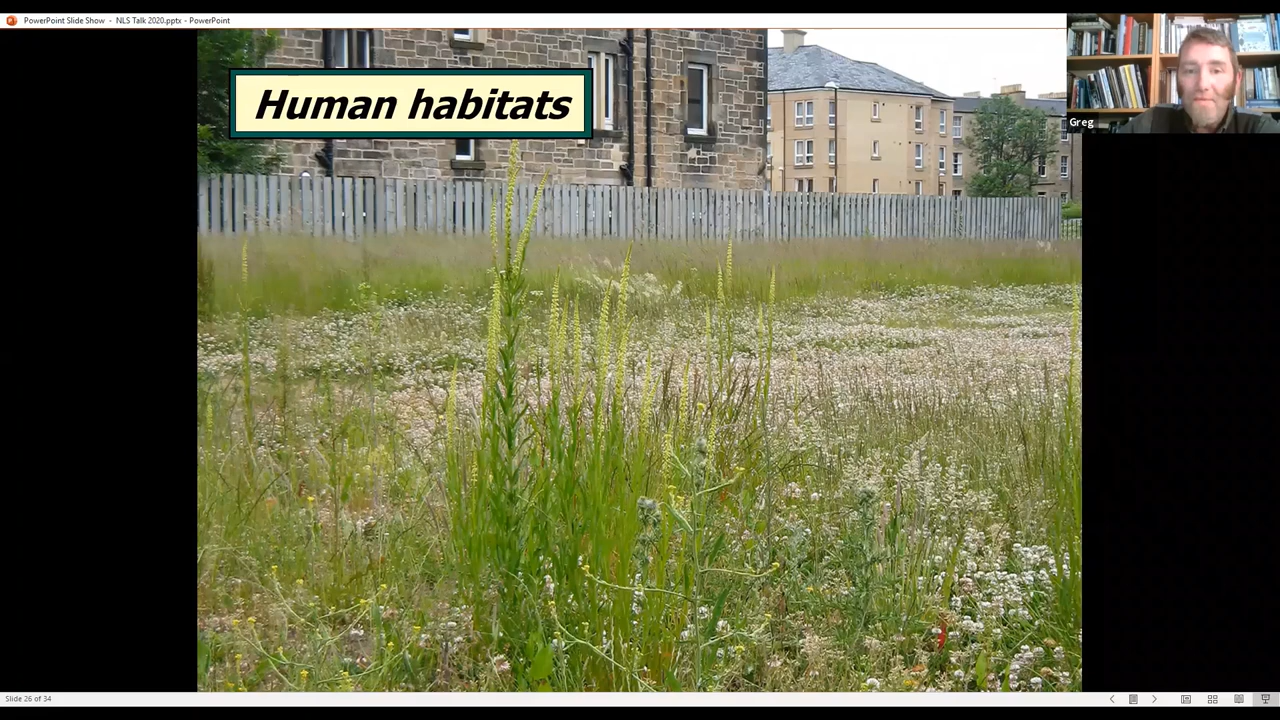 PowerPoint Slide Show - NLS Talk 2020.pptx - PowerPoint
Human habitats
Greg
Slide 26 of 34